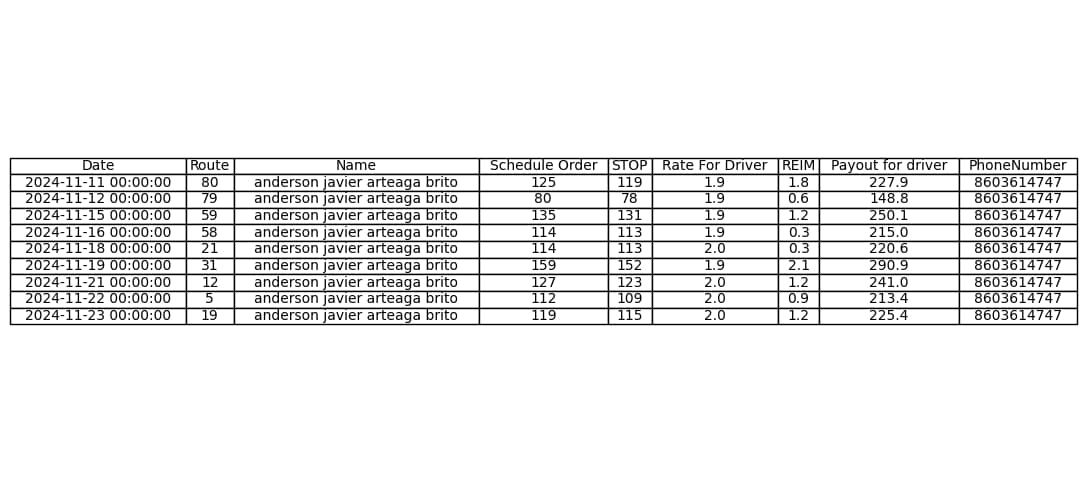 Date Route Name Schedule Order STOP Rate For Driver REIM Payout for driver PhoneNumber
2024-11-11 00:00:00 80 anderson javier arteaga brito 125 119 1.9 1.8 227.9 8603614747
2024-11-12 00:00:00 79 anderson javier arteaga brito 80 78 1.9 0.6 148.8 8603614747
2024-11-15 00:00:00 59 anderson javier arteaga brito 135 131 1.9 1.2 250.1 8603614747
2024-11-16 00:00:00 58 anderson javier arteaga brito 114 113 1.9 0.3 215.0 8603614747
2024-11-18 00:00:00 21 anderson javier arteaga brito 114 113 2.0 0.3 220.6 8603614747
2024-11-19 00:00:00 31 anderson javier arteaga brito 159 152 1.9 2.1 290.9 8603614747
2024-11-21 00:00:00 12 anderson javier arteaga brito 127 123 2.0 1.2 241.0 8603614747
2024-11-22 00:00:00 5 anderson javier arteaga brito 112 109 2.0 0.9 213.4 8603614747
2024-11-23 00:00:00 19 anderson javier arteaga brito 119 115 2.0 1.2 225.4 8603614747